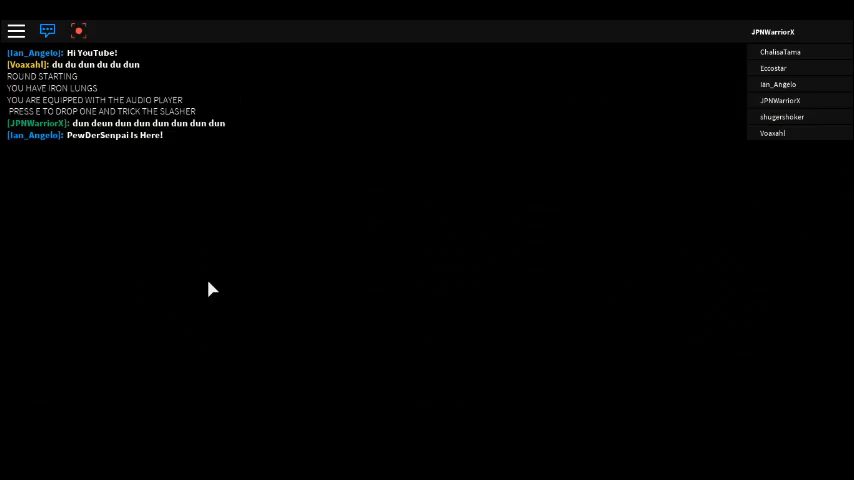 JPNWarriorX
[Ian_Angelo]: Hi YouTube!
[Voaxahl]: du du dun du du dun
ROUND STARTING
YOU HAVE IRON LUNGS
YOU ARE EQUIPPED WITH THE AUDIO PLAYER
PRESS E TO DROP ONE AND TRICK THE SLASHER
[JPNWarriorX]: dun deun dun dun dun dun dun dun
[Ian_Angelo]: PewDerSenpai Is Here!
ChalisaTama
Eccostar
Ian_Angelo
JPNWarriorX
shugershoker
Voaxahl